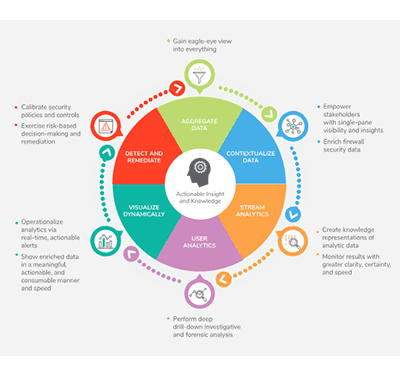 Gain eagle-eye view
into everything
Calibrate security
policies and controls
Exercise risk-based
decision-making and
remediation
Empower
stakeholders
with single-pane
visibility and insights
Enrich firewall
security data
AGGREGATE
DATA
DETECT AND
REMEDIATE
CONTEXTUALIZE
DATA
Actionable Insight
and Knowledge
VISUALIZE
DYNAMICALLY
STREAM
ANALYTICS
USER
ANALYTICS
Operationalize
analytics via
real-time, actionable
alerts
Show enriched data
in a meaningful,
actionable, and
consumable manner
and speed
Create knowledge
representations of
analytic data
Monitor results with
greater clarity, certainty,
and speed
Perform deep
drill-down investigative
and forensic analysis